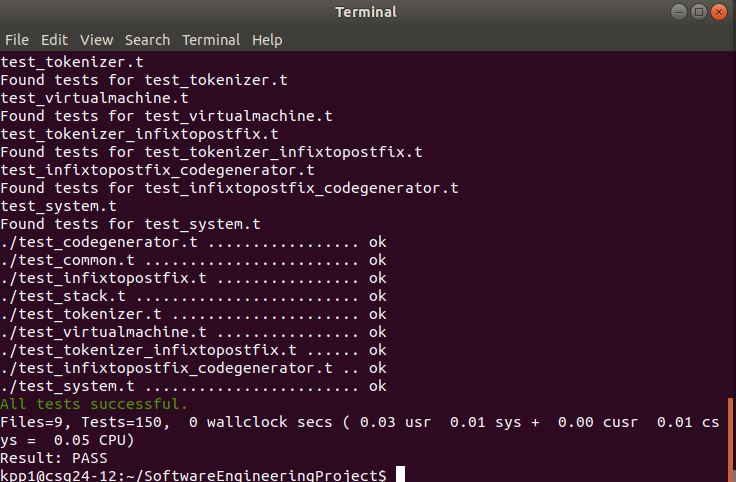 Terminal
File Edit View Search Terminal Help
test_tokenizer.t
Found tests for test_tokenizer.t
test_virtualmachine.t
Found tests for test_virtualmachine.t
test_tokenizer_infixtopostfix.t
Found tests for test_tokenizer_infixtopostfix.t
test_infixtopostfix_codegenerator.t
Found tests for test_infixtopostfix_codegenerator.t
test_system.t
Found tests for test_system.t
./test_codegenerator.t ................. ok
./test_common.t ........................ ok
./test_infixtopostfix.t ................ ok
./test_stack.t ......................... ok
./test_tokenizer.t ..................... ok
./test_virtualmachine.t ................ ok
./test_tokenizer_infixtopostfix.t ...... ok
./test_infixtopostfix_codegenerator.t .. ok
./test_system.t ........................ ok
All tests successful.
Files=9, Tests=150,  0 wallclock secs ( 0.03 usr  0.01 sys +  0.00 cusr  0.01 cs
ys =  0.05 CPU)
Result: PASS
kpp1@csg24-12:~/SoftwareEngineeringProject$